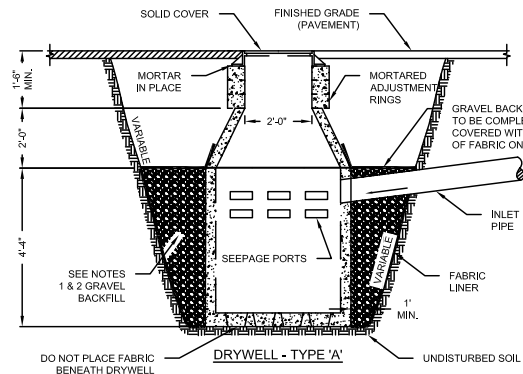 SOLID COVER
FINISHED GRADE
(PAVEMENT)
1'-6"
MIN.
MORTAR
IN PLACE
MORTARED
ADJUSTMENT
RINGS
2'-0"
GRAVEL BACK
TO BE COMPLE
COVERED WIT
OF FABRIC ON
2'-0"
VARIABLE
4'-4"
SEEPAGE PORTS
INLET
PIPE
SEE NOTES
1 & 2 GRAVEL
BACKFILL
VARIABLE
FABRIC
LINER
1'
MIN.
DO NOT PLACE FABRIC
BENEATH DRYWELL
DRYWELL - TYPE 'A'
UNDISTURBED SOIL